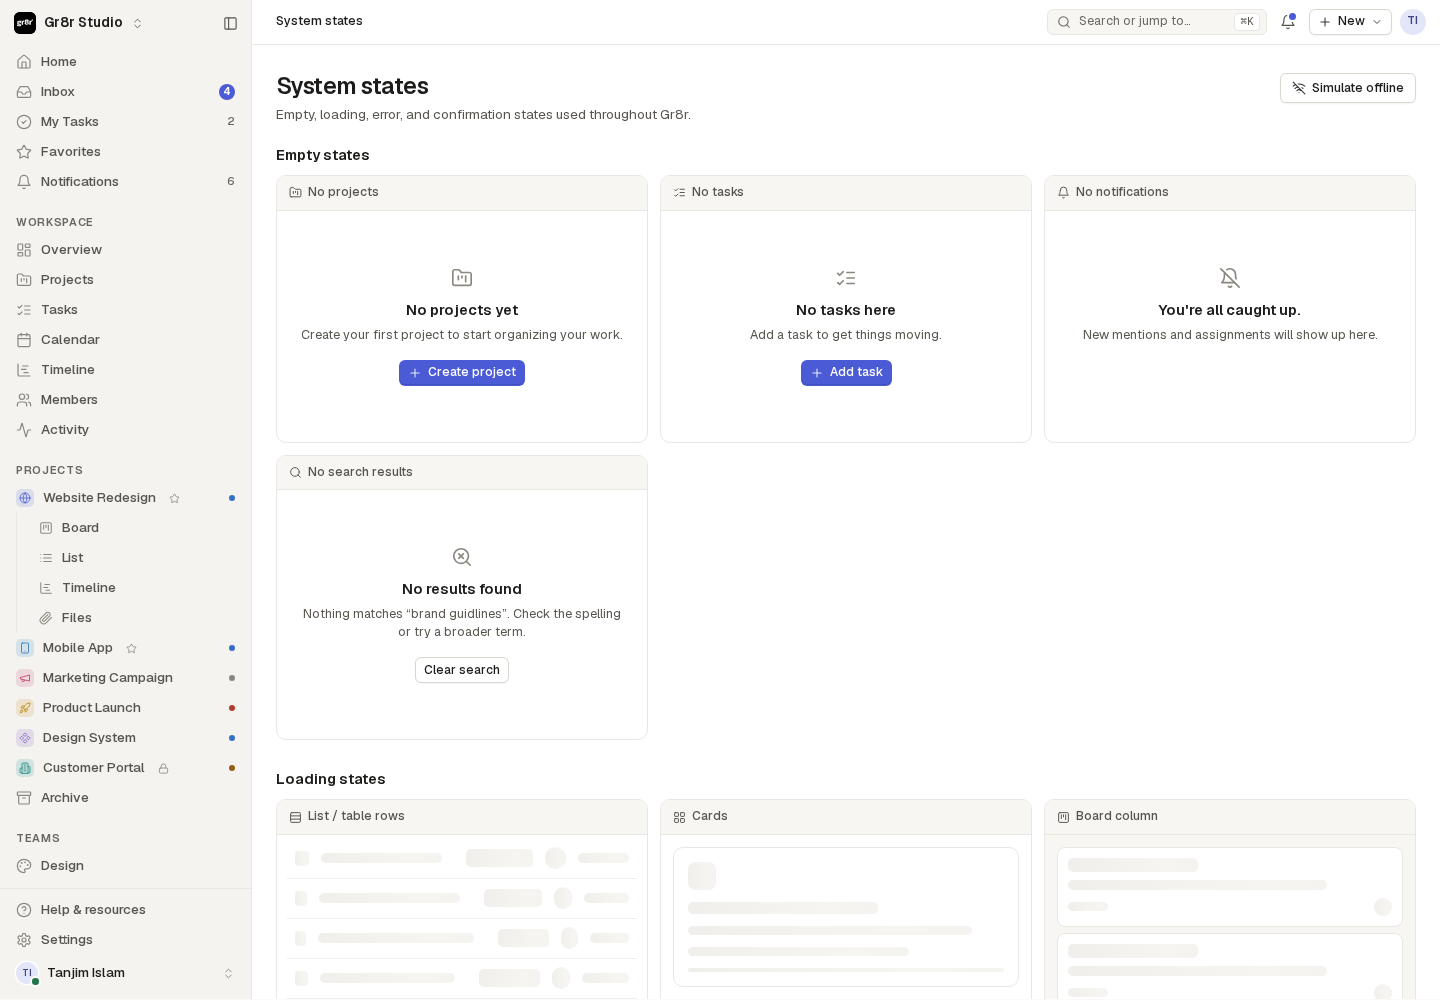 gr8r
Gr8r Studio
Home
Inbox
4
My Tasks
2
Favorites
Notifications
6
WORKSPACE
Overview
Projects
Tasks
Calendar
Timeline
Members
Activity
PROJECTS
Website Redesign
Board
List
Timeline
Files
Mobile App
Marketing Campaign
Product Launch
Design System
Customer Portal
Archive
TEAMS
Design
Help & resources
Settings
TI
Tanjim Islam
System states
Search or jump to…
⌘K
New
TI
System states
Empty, loading, error, and confirmation states used throughout Gr8r.
Simulate offline
Empty states
No projects
No projects yet
Create your first project to start organizing your work.
Create project
No tasks
No tasks here
Add a task to get things moving.
Add task
No notifications
You're all caught up.
New mentions and assignments will show up here.
No search results
No results found
Nothing matches “brand guidlines”. Check the spelling
or try a broader term.
Clear search
Loading states
List / table rows
Cards
Board column